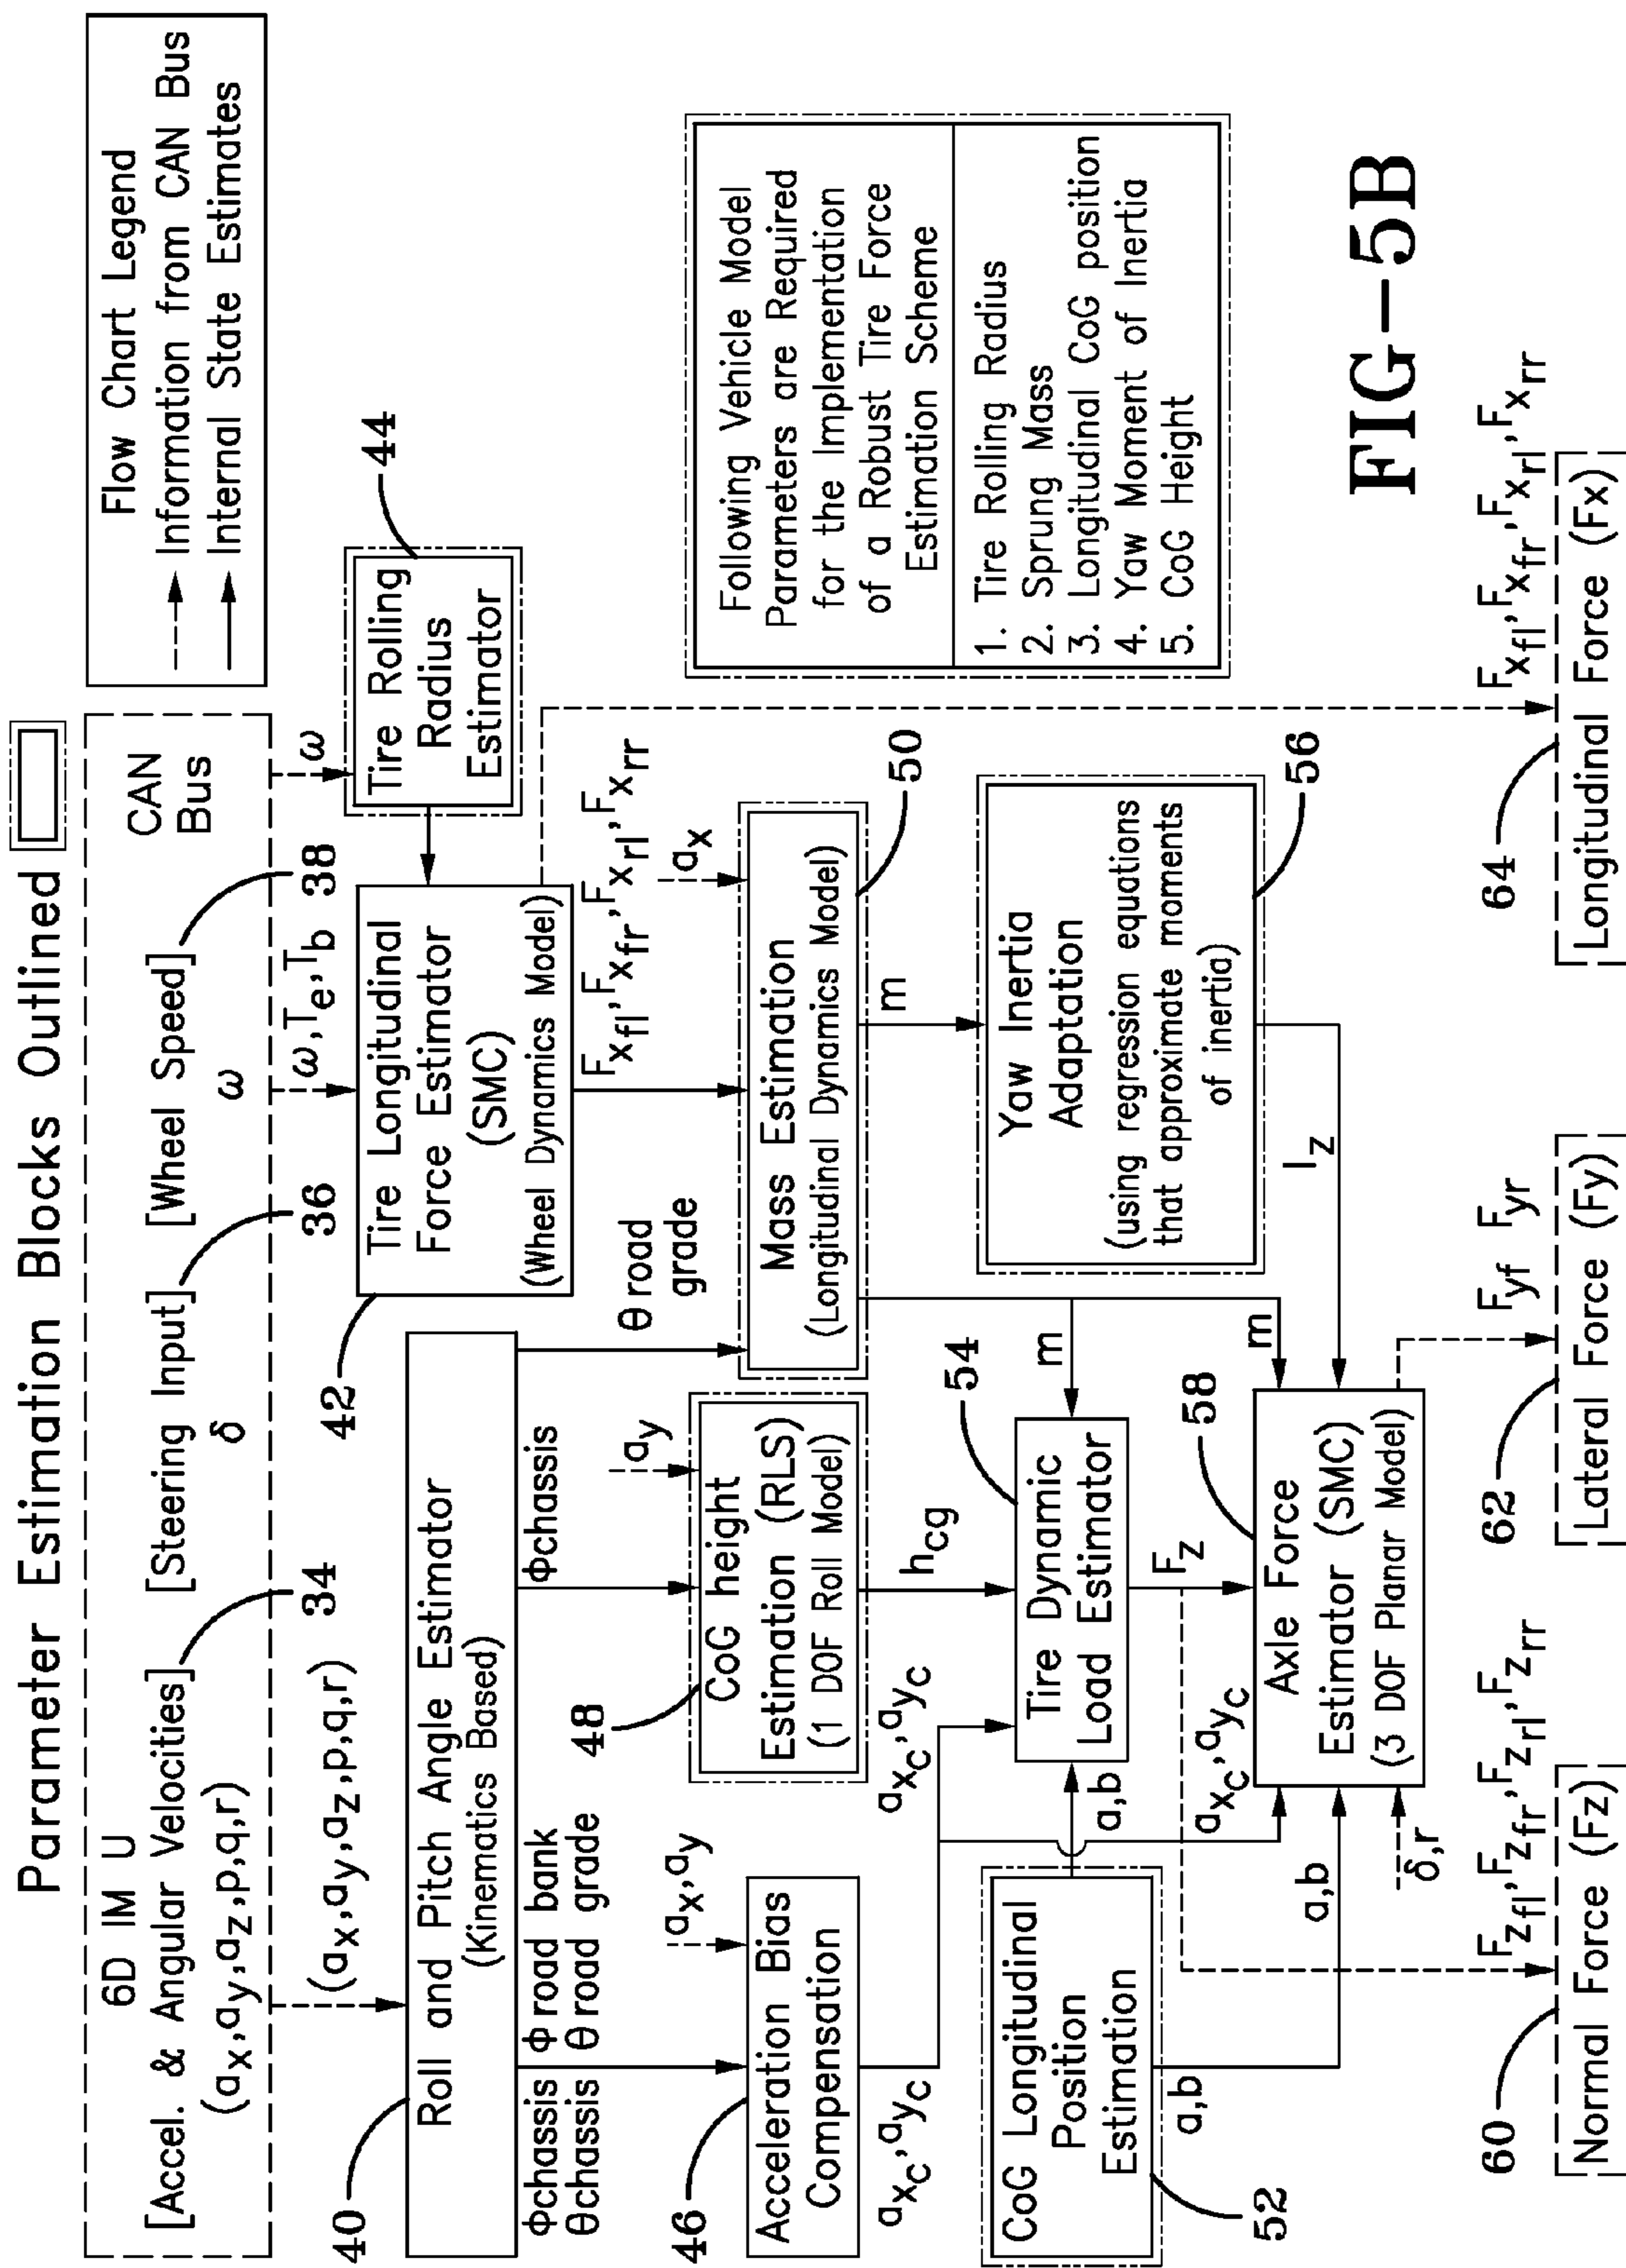 Parameter Estimation Blocks Outlined
Flow Chart Legend
Information from CAN Bus
Internal State Estimates
6D IM U
[Accel. & Angular Velocities]
(ax,ay,az,p,q,r)
34
[Steering Input]
δ
36
[Wheel Speed]
ω
38
CAN
Bus
(ax,ay,az,p,q,r)
ω,Te,Tb
ω
40
Roll and Pitch Angle Estimator
(Kinematics Based)
42
Tire Longitudinal
Force Estimator
(SMC)
(Wheel Dynamics Model)
44
Tire Rolling
Radius
Estimator
Φchassis
θchassis
Φ road bank
θ road grade
Φchassis
θ road
grade
Fxfl,Fxfr,Fxrl,Fxrr
ax,ay
ay
ax
46
Acceleration Bias
Compensation
48
CoG height
Estimation (RLS)
(1 DOF Roll Model)
Mass Estimation
(Longitudinal Dynamics Model)
50
axc,ayc
axc,ayc
hcg
m
m
CoG Longitudinal
Position
Estimation
52
a,b
Tire Dynamic
Load Estimator
54
Yaw Inertia
Adaptation
(using regression equations
that approximate moments
of inertia)
56
a,b
axc,ayc
Fz
m
Iz
a,b
δ,r
Axle Force
Estimator (SMC)
(3 DOF Planar Model)
58
Following Vehicle Model
Parameters are Required
for the Implementation
of a Robust Tire Force
Estimation Scheme
1. Tire Rolling Radius
2. Sprung Mass
3. Longitudinal CoG position
4. Yaw Moment of Inertia
5. CoG Height
60
Fzfl,Fzfr,Fzrl,Fzrr
Normal Force (Fz)
62
Fyf Fyr
Lateral Force (Fy)
64
Fxfl,Fxfr,Fxrl,Fxrr
Longitudinal Force (Fx)
FIG-5B